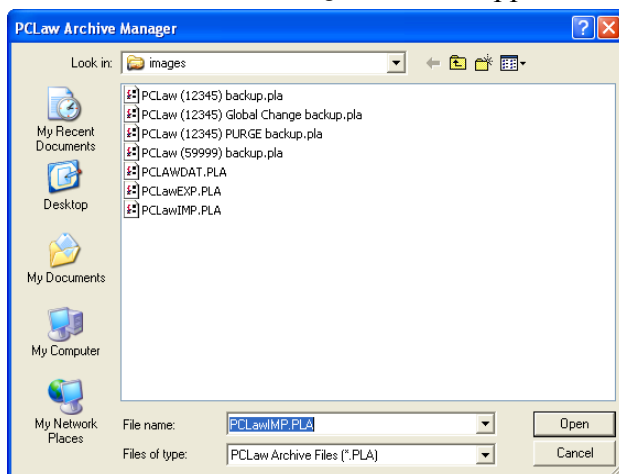 PCLaw Archive Manager
Look in:
images
PCLaw (12345) backup.pla
PCLaw (12345) Global Change backup.pla
PCLaw (12345) PURGE backup.pla
PCLaw (59999) backup.pla
PCLAWDAT.PLA
PCLawEXP.PLA
PCLawIMP.PLA
My Recent
Documents
Desktop
My Documents
My Computer
My Network
Places
File name:
PCLawIMP.PLA
Open
Files of type:
PCLaw Archive Files (*.PLA)
Cancel